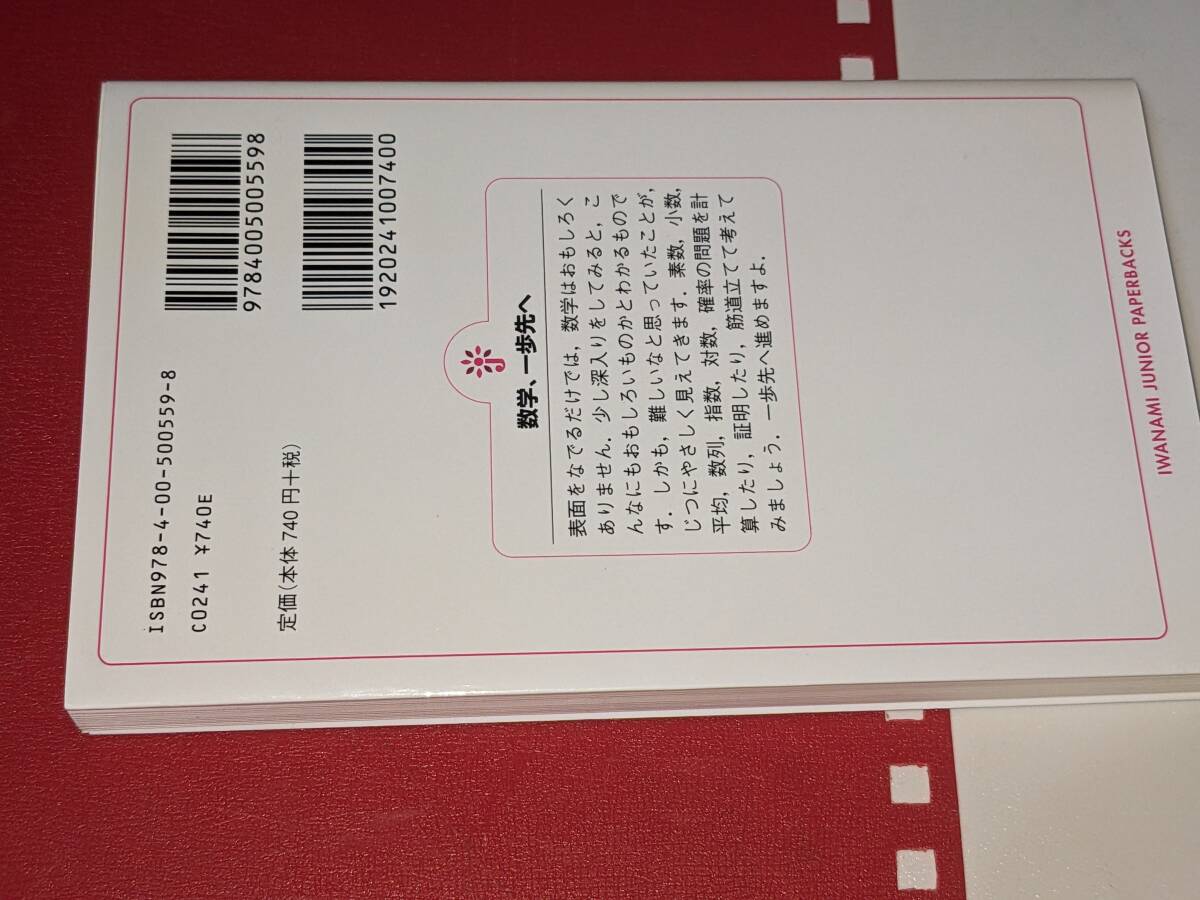 9784005005598
1920241007400
ISBN978-4-00-500559-8
C0241 ¥740E
定価(本体740円+税)
数学、一歩先へ
表面をなでるだけでは，数学はおもしろく
ありません．少し深入りをしてみると，こ
んなにもおもしろいものかとわかるもので
す．しかも，難しいなと思っていたことが，
じつにやさしく見えてきます．素数，小数，
平均，数列，指数，対数，確率の問題を計
算したり，証明したり，筋道立てて考えて
みましょう．一歩先へ進めますよ．
IWANAMI JUNIOR PAPERBACKS